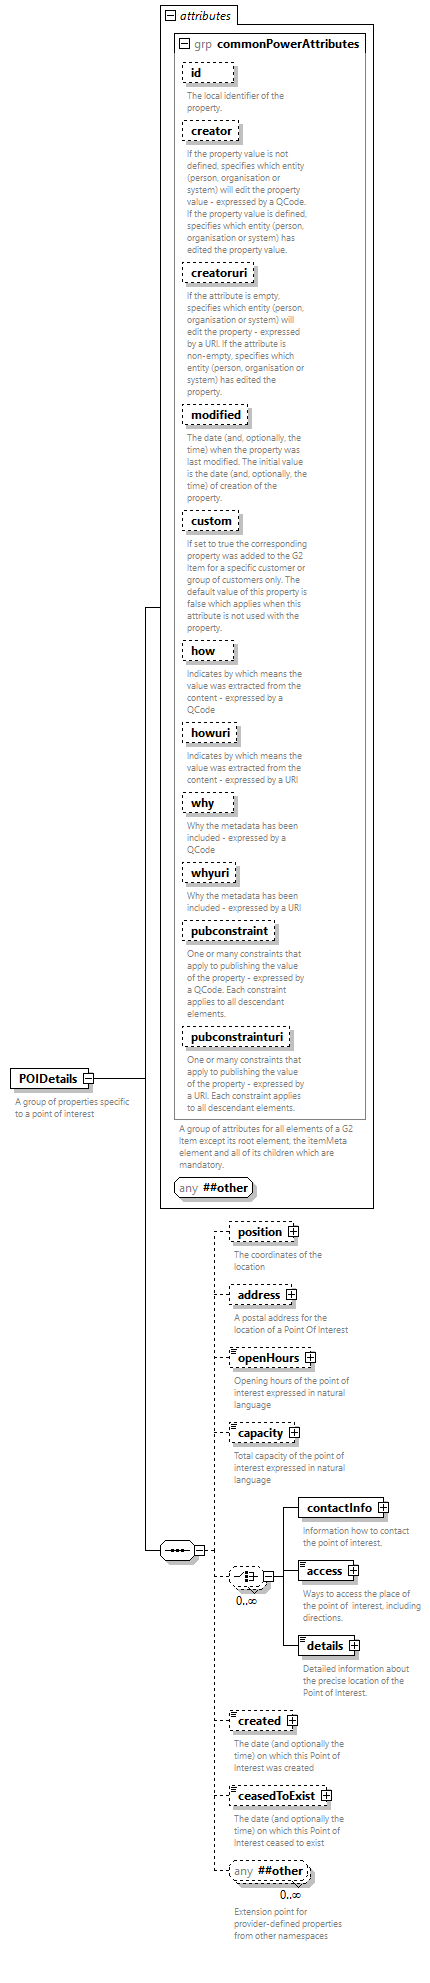 attributes
grp commonPowerAttributes
id
The local identifier of the
property.
creator
If the property value is not
defined, specifies which entity
(person, organisation or
system) will edit the property
value - expressed by a QCode.
If the property value is defined,
specifies which entity (person,
organisation or system) has
edited the property value.
creatoruri
If the attribute is empty,
specifies which entity (person,
organisation or system) will
edit the property - expressed
by a URI. If the attribute is
non-empty, specifies which
entity (person, organisation or
system) has edited the
property.
modified
The date (and, optionally, the
time) when the property was
last modified. The initial value
is the date (and, optionally, the
time) of creation of the
property.
custom
If set to true the corresponding
property was added to the G2
Item for a specific customer or
group of customers only. The
default value of this property is
false which applies when this
attribute is not used with the
property.
how
Indicates by which means the
value was extracted from the
content - expressed by a
QCode
howuri
Indicates by which means the
value was extracted from the
content - expressed by a URI
why
Why the metadata has been
included - expressed by a
QCode
whyuri
Why the metadata has been
included - expressed by a URI
pubconstraint
One or many constraints that
apply to publishing the value
of the property - expressed by
a QCode. Each constraint
applies to all descendant
elements.
pubconstrainturi
One or many constraints that
apply to publishing the value
of the property - expressed by
a URI. Each constraint applies
to all descendant elements.
A group of attributes for all elements of a G2
Item except its root element, the itemMeta
element and all of its children which are
mandatory.
any ##other
POIDetails
A group of properties specific
to a point of interest
position
The coordinates of the
location
address
A postal address for the
location of a Point Of Interest
openHours
Opening hours of the point of
interest expressed in natural
language
capacity
Total capacity of the point of
interest expressed in natural
language
0..∞
contactInfo
Information how to contact
the point of interest.
access
Ways to access the place of
the point of  interest, including
directions.
details
Detailed information about
the precise location of the
Point of Interest.
created
The date (and optionally the
time) on which this Point of
Interest was created
ceasedToExist
The date (and optionally the
time) on which this Point of
Interest ceased to exist
any ##other
0..∞
Extension point for
provider-defined properties
from other namespaces